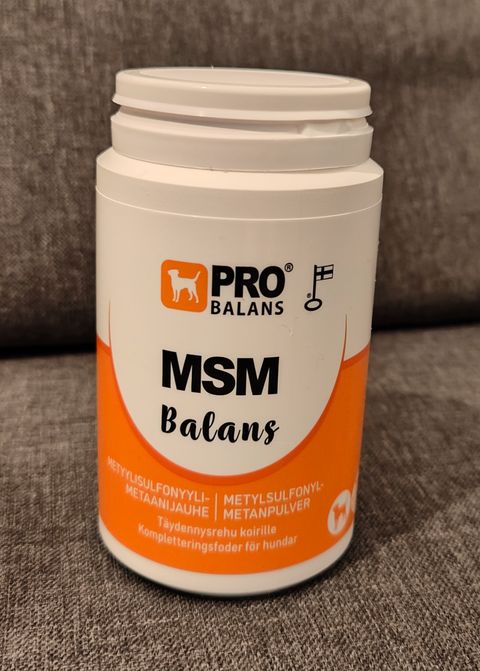 PRO®
BALANS
MSM
Balans
METYYLISULFONYYLI-
METAANIJAUHE
METYLSULFONYL-
METANPULVER
Täydennysrehu koirille
Kompletteringsfoder för hundar